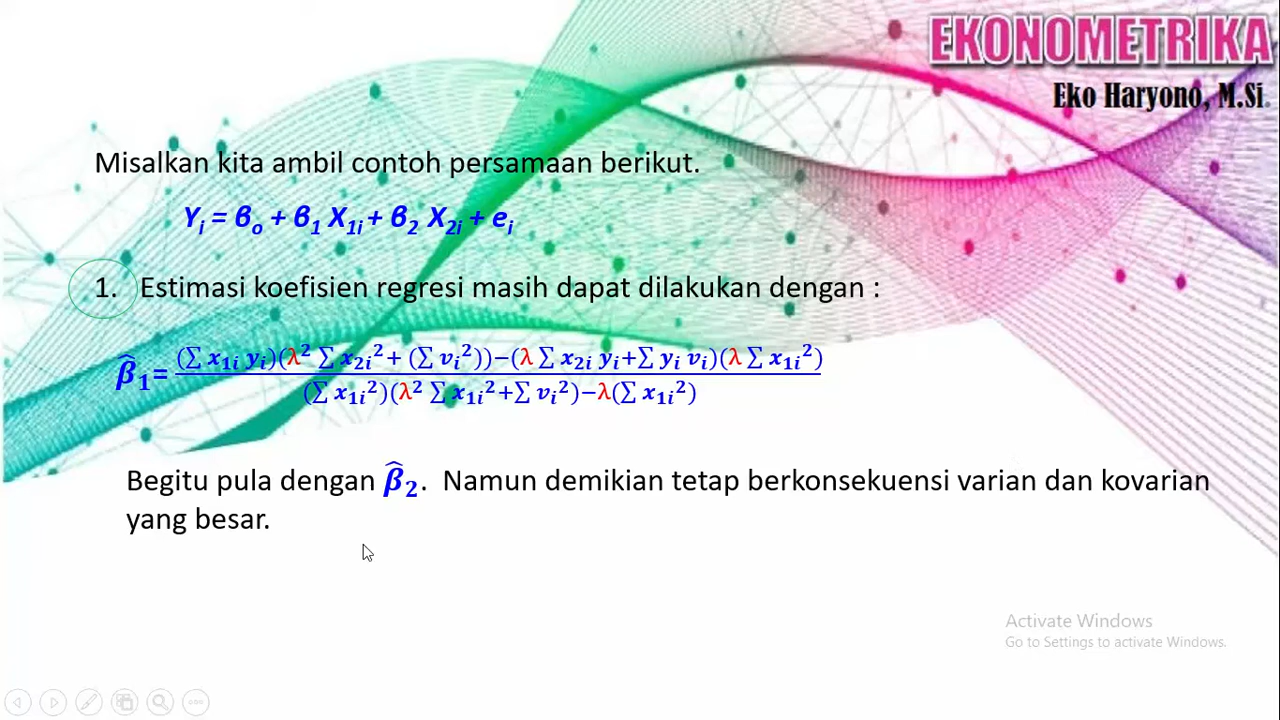 EKONOMETRIKA
Eko Haryono, M.Si.
Misalkan kita ambil contoh persamaan berikut.
Yᵢ = β₀ + β₁ X₁ᵢ + β₂ X₂ᵢ + eᵢ
1. Estimasi koefisien regresi masih dapat dilakukan dengan :
β̂₁= (∑ x₁ᵢ yᵢ)(λ² ∑ x₂ᵢ²+ (∑ vᵢ²))−(λ ∑ x₂ᵢ yᵢ+∑ yᵢ vᵢ)(λ ∑ x₁ᵢ²)
(∑ x₁ᵢ²)(λ² ∑ x₁ᵢ²+∑ vᵢ²)−λ(∑ x₁ᵢ²)
Begitu pula dengan β̂₂. Namun demikian tetap berkonsekuensi varian dan kovarian
yang besar.
Activate Windows
Go to Settings to activate Windows.